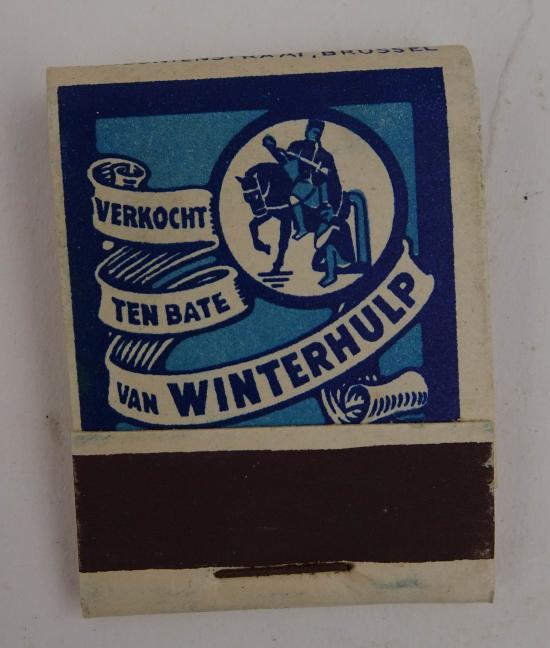 BRUSSEL
VERKOCHT
TEN BATE
VAN WINTERHULP